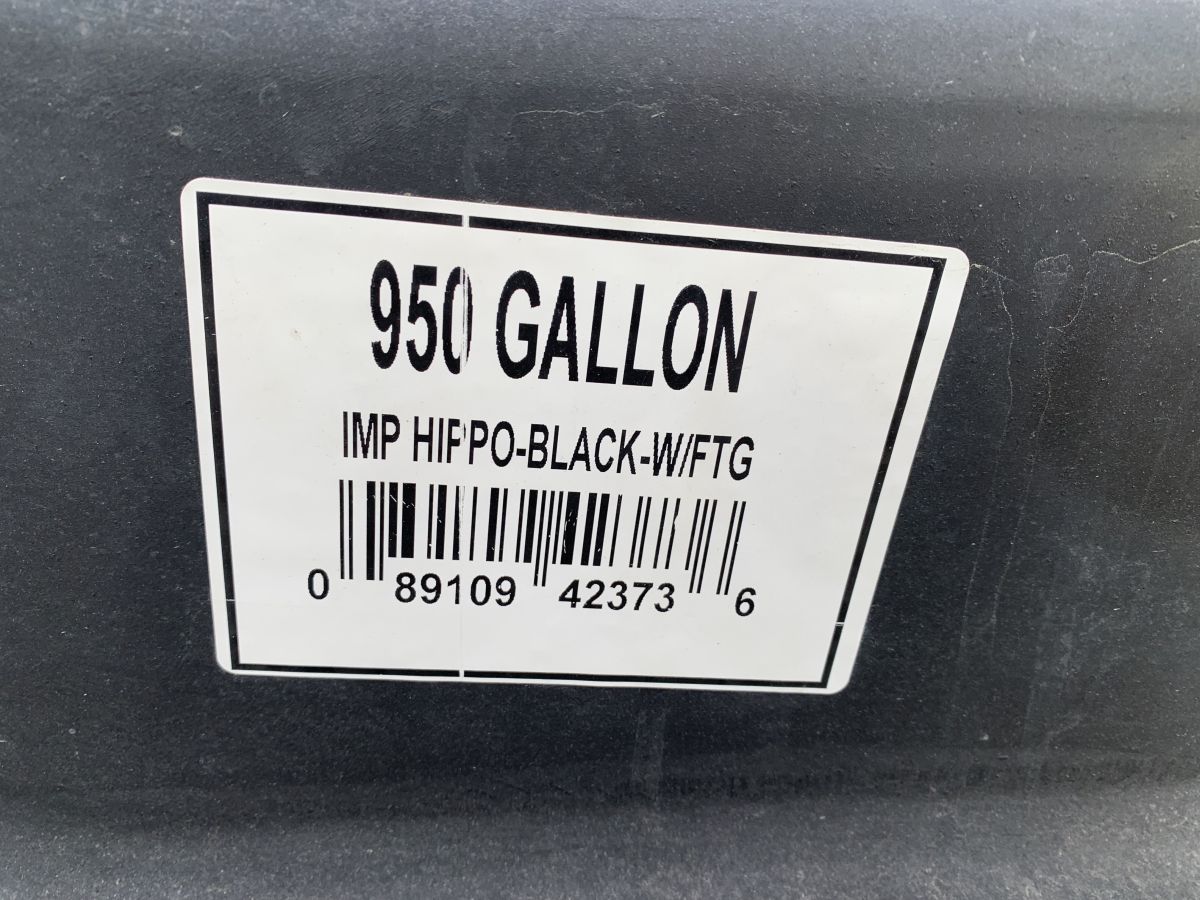 950 GALLON
IMP HIPPO-BLACK-W/FTG
0 89109 42373 6